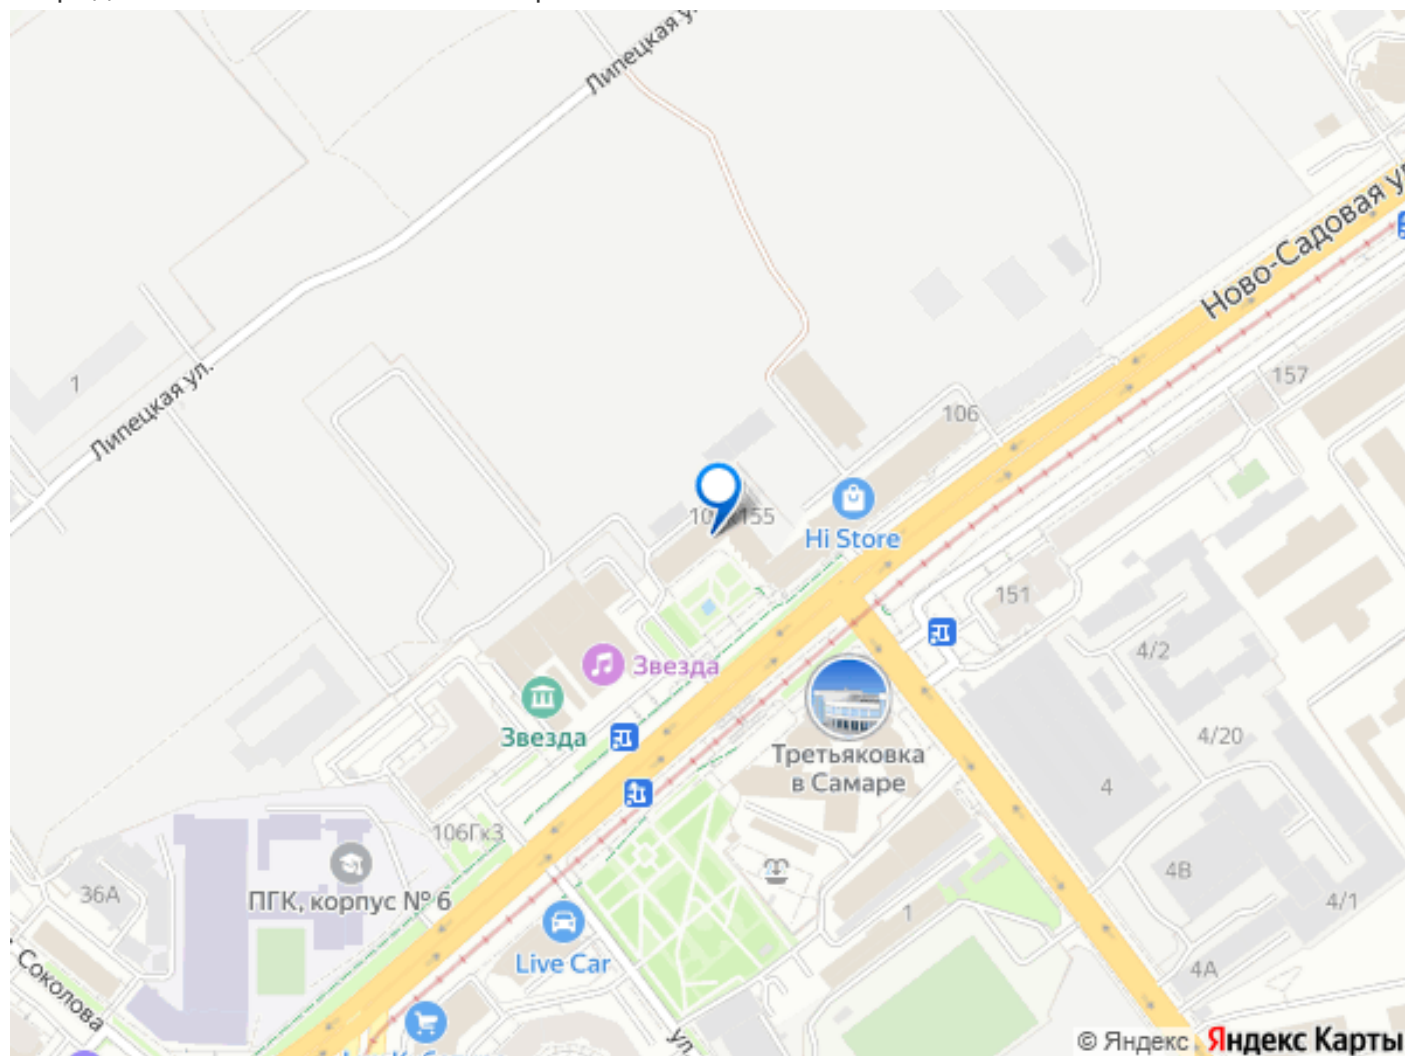 Липецкая у
Ново-Садовая ул
1
Липецкая ул.
157
106
155
Hi Store
151
4/2
Звезда
Звезда
Третьяковка
в Самаре
4/20
4
106Гк3
36А
ПГК, корпус № 6
4В
4/1
1
Live Car
Соколова
4А
ул.
© Яндекс Яндекс Карты